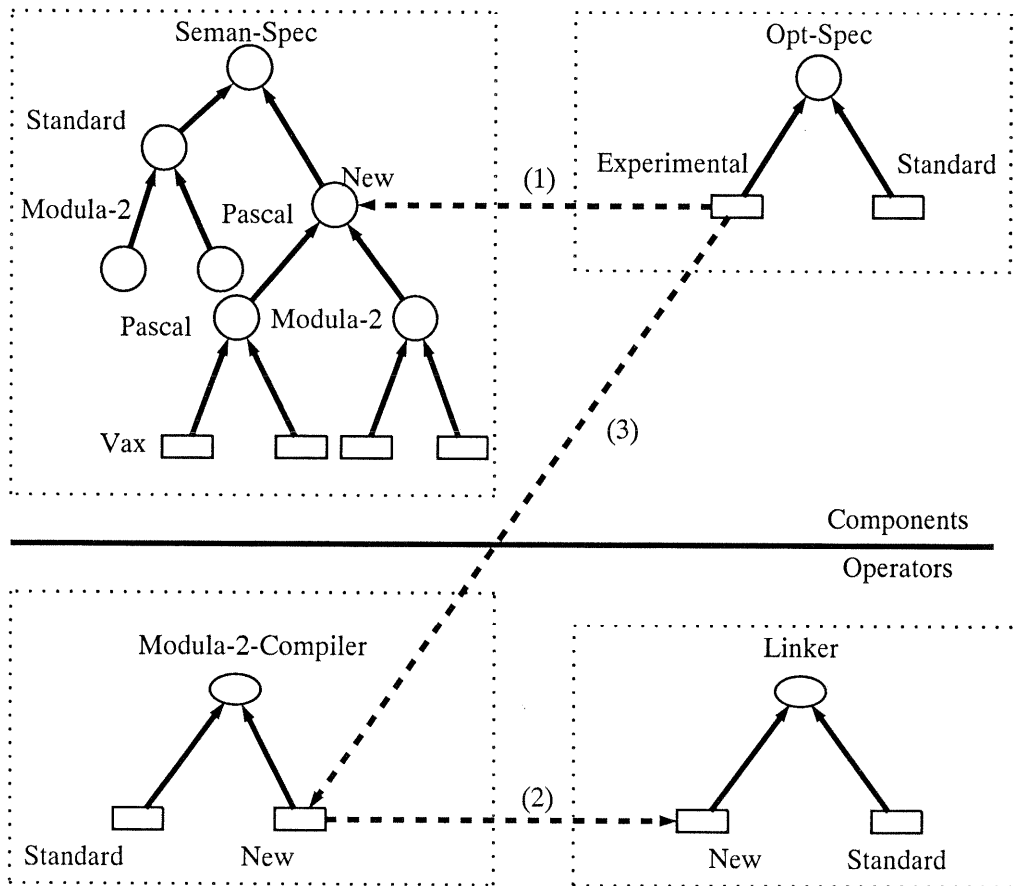 Seman-Spec
Opt-Spec
Standard
Experimental
Standard
New
(1)
Modula-2
Pascal
Pascal
Modula-2
Vax
(3)
Components
Operators
Modula-2-Compiler
Linker
(2)
Standard
New
New
Standard